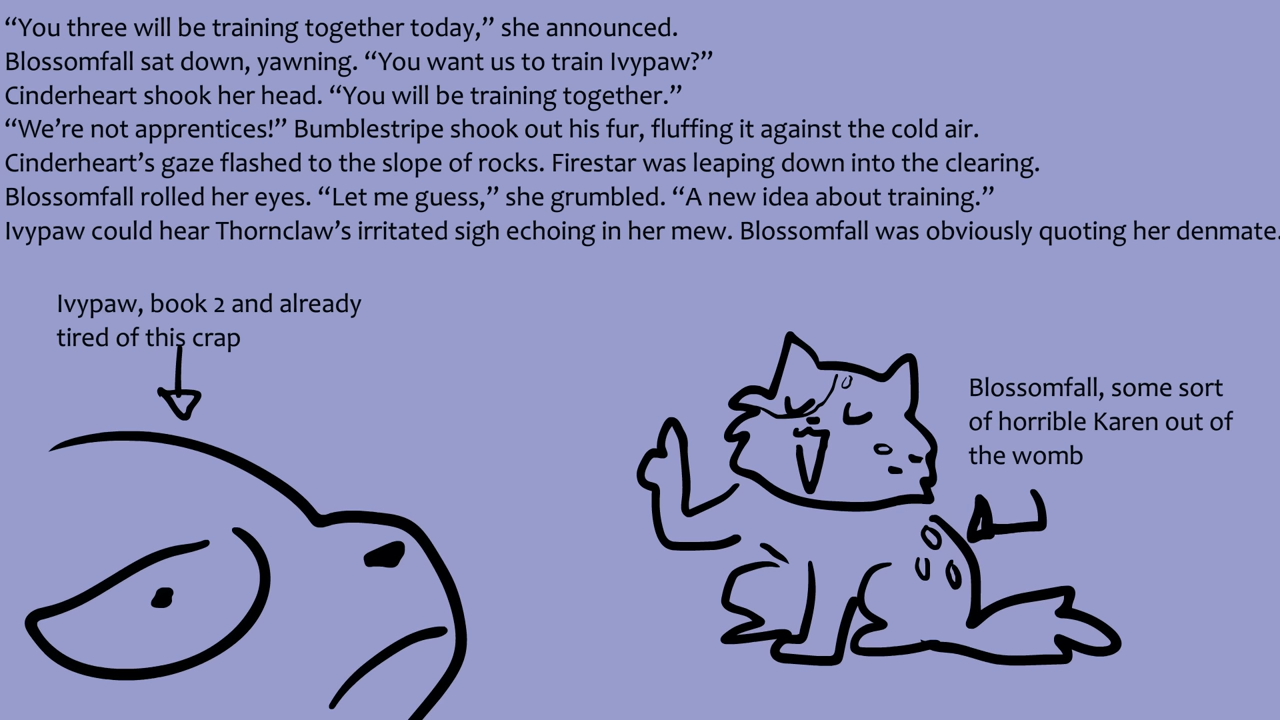 “You three will be training together today,” she announced.
Blossomfall sat down, yawning. “You want us to train Ivypaw?”
Cinderheart shook her head. “You will be training together.”
“We’re not apprentices!” Bumblestripe shook out his fur, fluffing it against the cold air.
Cinderheart’s gaze flashed to the slope of rocks. Firestar was leaping down into the clearing.
Blossomfall rolled her eyes. “Let me guess,” she grumbled. “A new idea about training.”
Ivypaw could hear Thornclaw’s irritated sigh echoing in her mew. Blossomfall was obviously quoting her denmate.
Ivypaw, book 2 and already
tired of this crap
Blossomfall, some sort
of horrible Karen out of
the womb